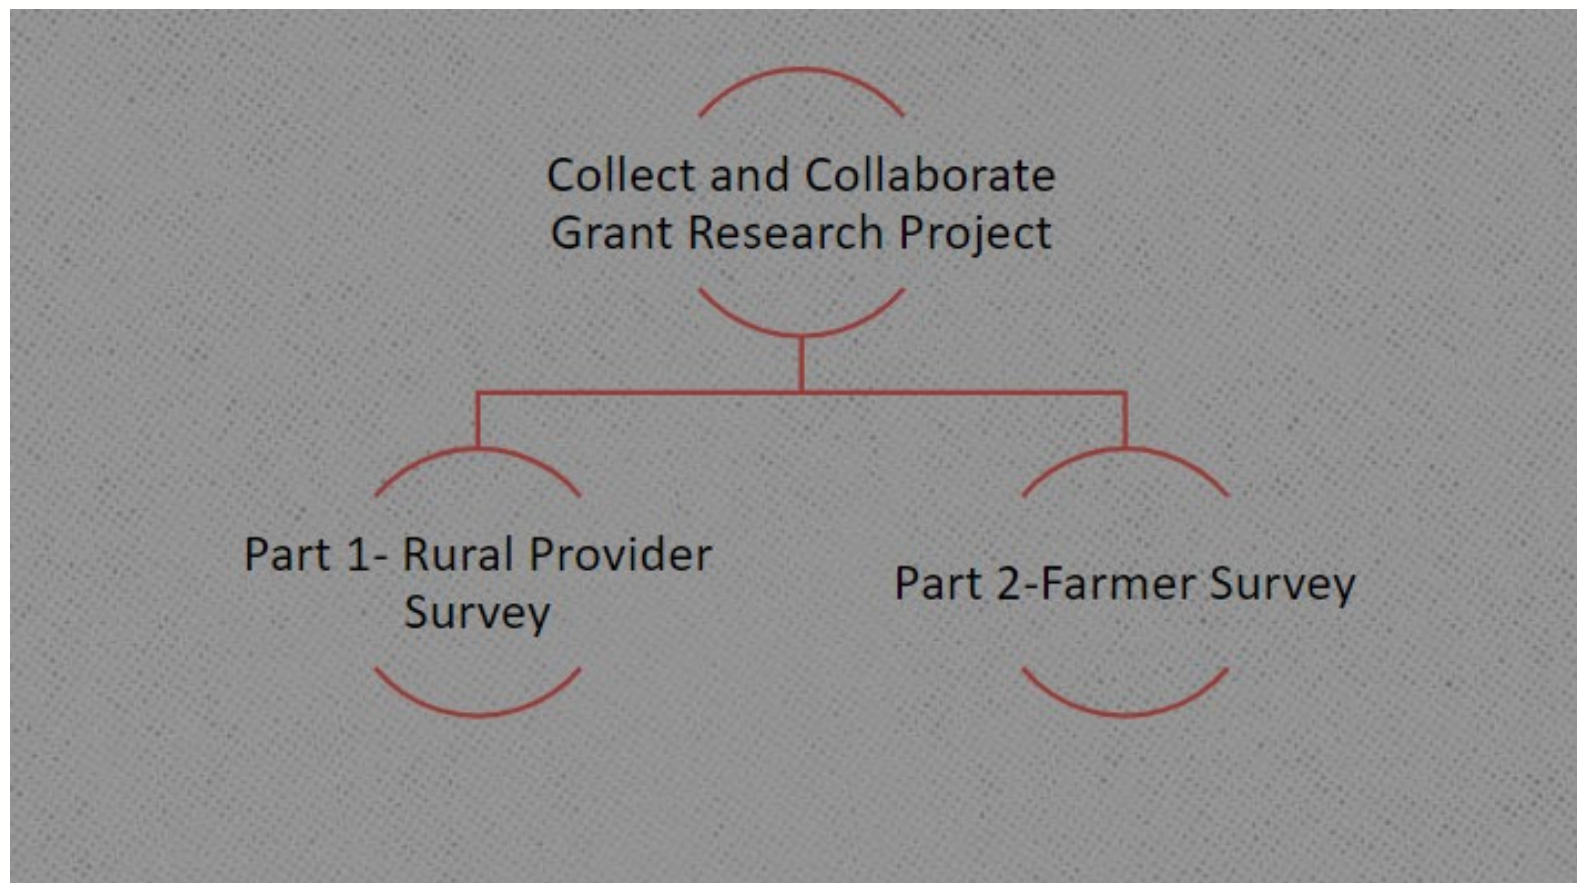 Collect and Collaborate
Grant Research Project
Part 1- Rural Provider
Survey
Part 2-Farmer Survey